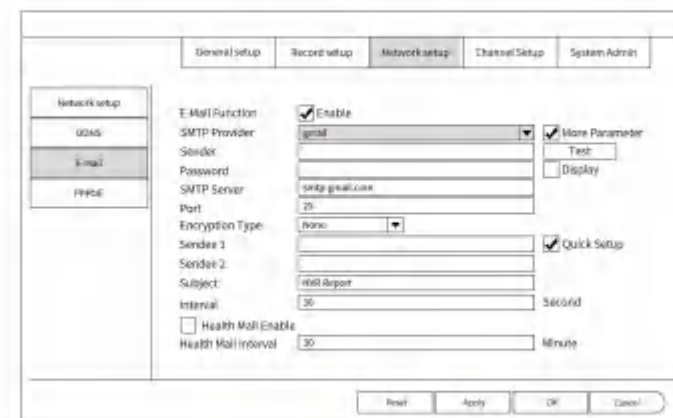 General setup
Record setup
Network setup
Channel Setup
System Admin
Network setup
DDNS
E-mail
PPPoE
E-Mail Function Enable
SMTP Provider gmail More Parameter
Sender Test
Password Display
SMTP Server smtp.gmail.com
Port 25
Encryption Type None
Sendee 1 Quick Setup
Sendee 2
Subject NVR Report
Interval 30 Second
Health Mail Enable
Health Mail Interval 30 Minute
Reset Apply OK Cancel